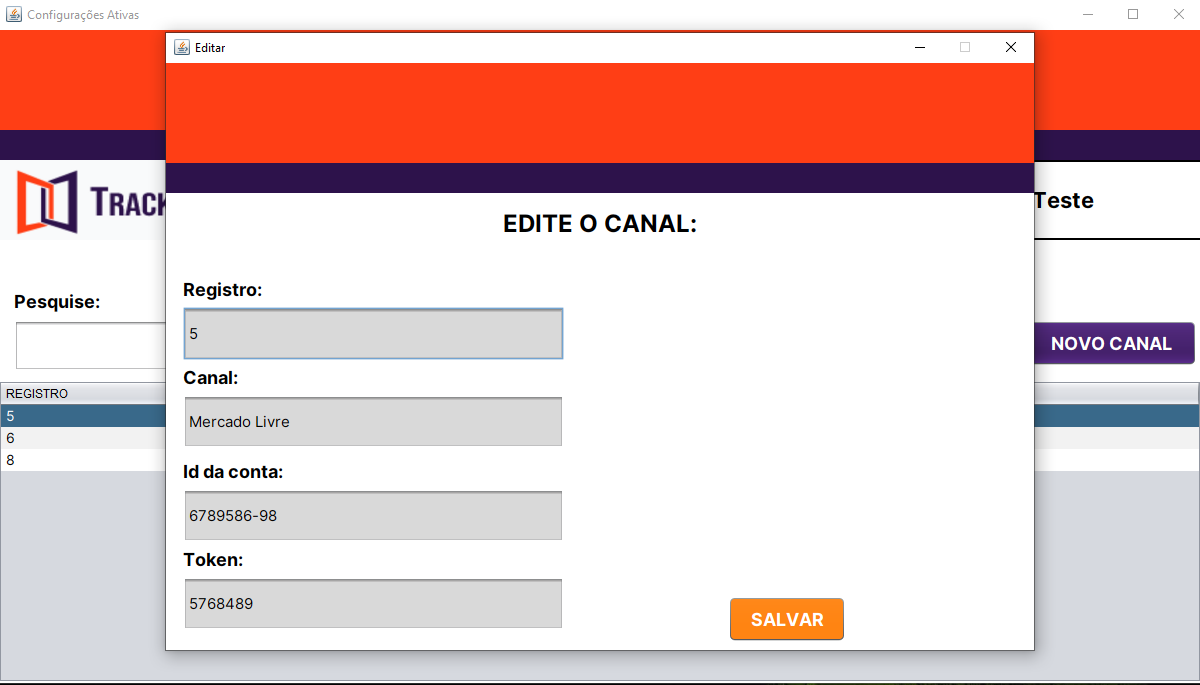 Configurações Ativas
Editar
TRACK
Teste
EDITE O CANAL:
Pesquise:
Registro:
5
NOVO CANAL
Canal:
REGISTRO
5
Mercado Livre
6
8
Id da conta:
6789586-98
Token:
5768489
SALVAR